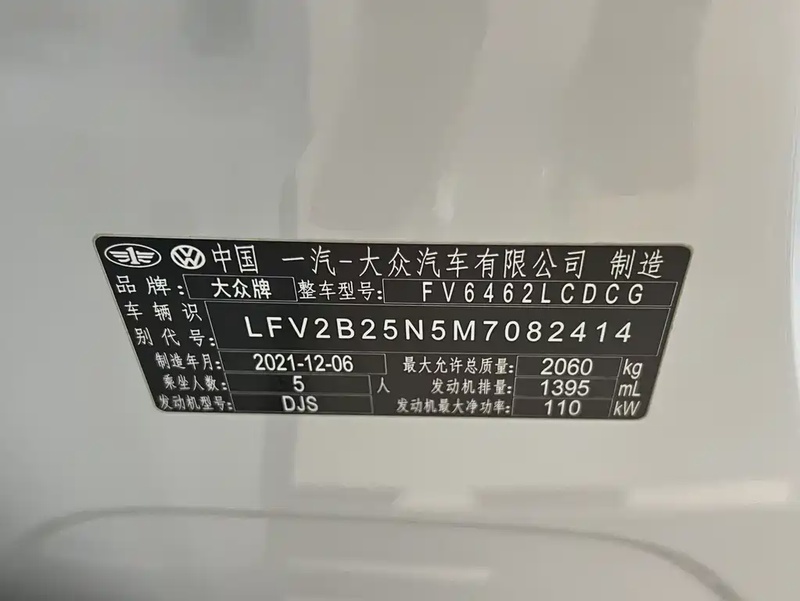 中国 一汽-大众汽车有限公司 制造
品牌: 大众牌 整车型号: FV6462LCDCG
车辆识别代号: LFV2B25N5M7082414
制造年月: 2021-12-06 最大允许总质量: 2060 kg
乘坐人数: 5 人 发动机排量: 1395 mL
发动机型号: DJS 发动机最大净功率: 110 kW